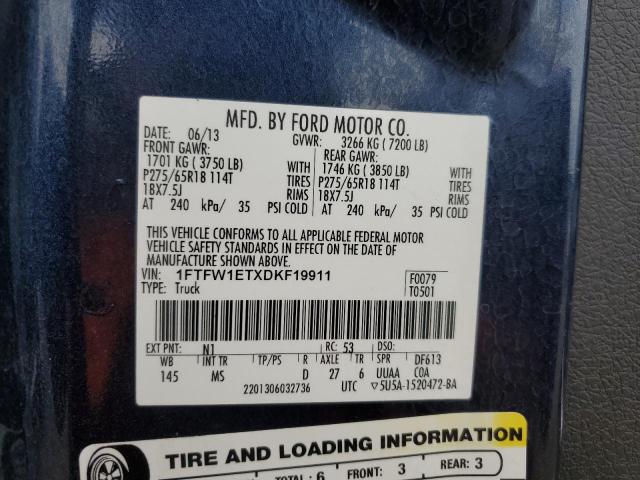 MFD. BY FORD MOTOR CO.
DATE: 06/13 GVWR: 3266 KG ( 7200 LB)
FRONT GAWR: REAR GAWR:
1701 KG ( 3750 LB) WITH 1746 KG ( 3850 LB) WITH
P275/65R18 114T TIRES P275/65R18 114T TIRES
18X7.5J RIMS 18X7.5J RIMS
AT 240 kPa/ 35 PSI COLD AT 240 kPa/ 35 PSI COLD
THIS VEHICLE CONFORMS TO ALL APPLICABLE FEDERAL MOTOR
VEHICLE SAFETY STANDARDS IN EFFECT ON THE DATE OF
MANUFACTURE SHOWN ABOVE.
VIN: 1FTFW1ETXDKF19911 F0079
TYPE: Truck T0501
EXT PNT: N1 RC: 53 DSO:
WB INT TR TP/PS R AXLE TR SPR DF613
145 MS D 27 6 UUAA COA
2201306032736 UTC ▽5U5A-1520472-BA
TIRE AND LOADING INFORMATION
TOTAL: 6 FRONT: 3 REAR: 3